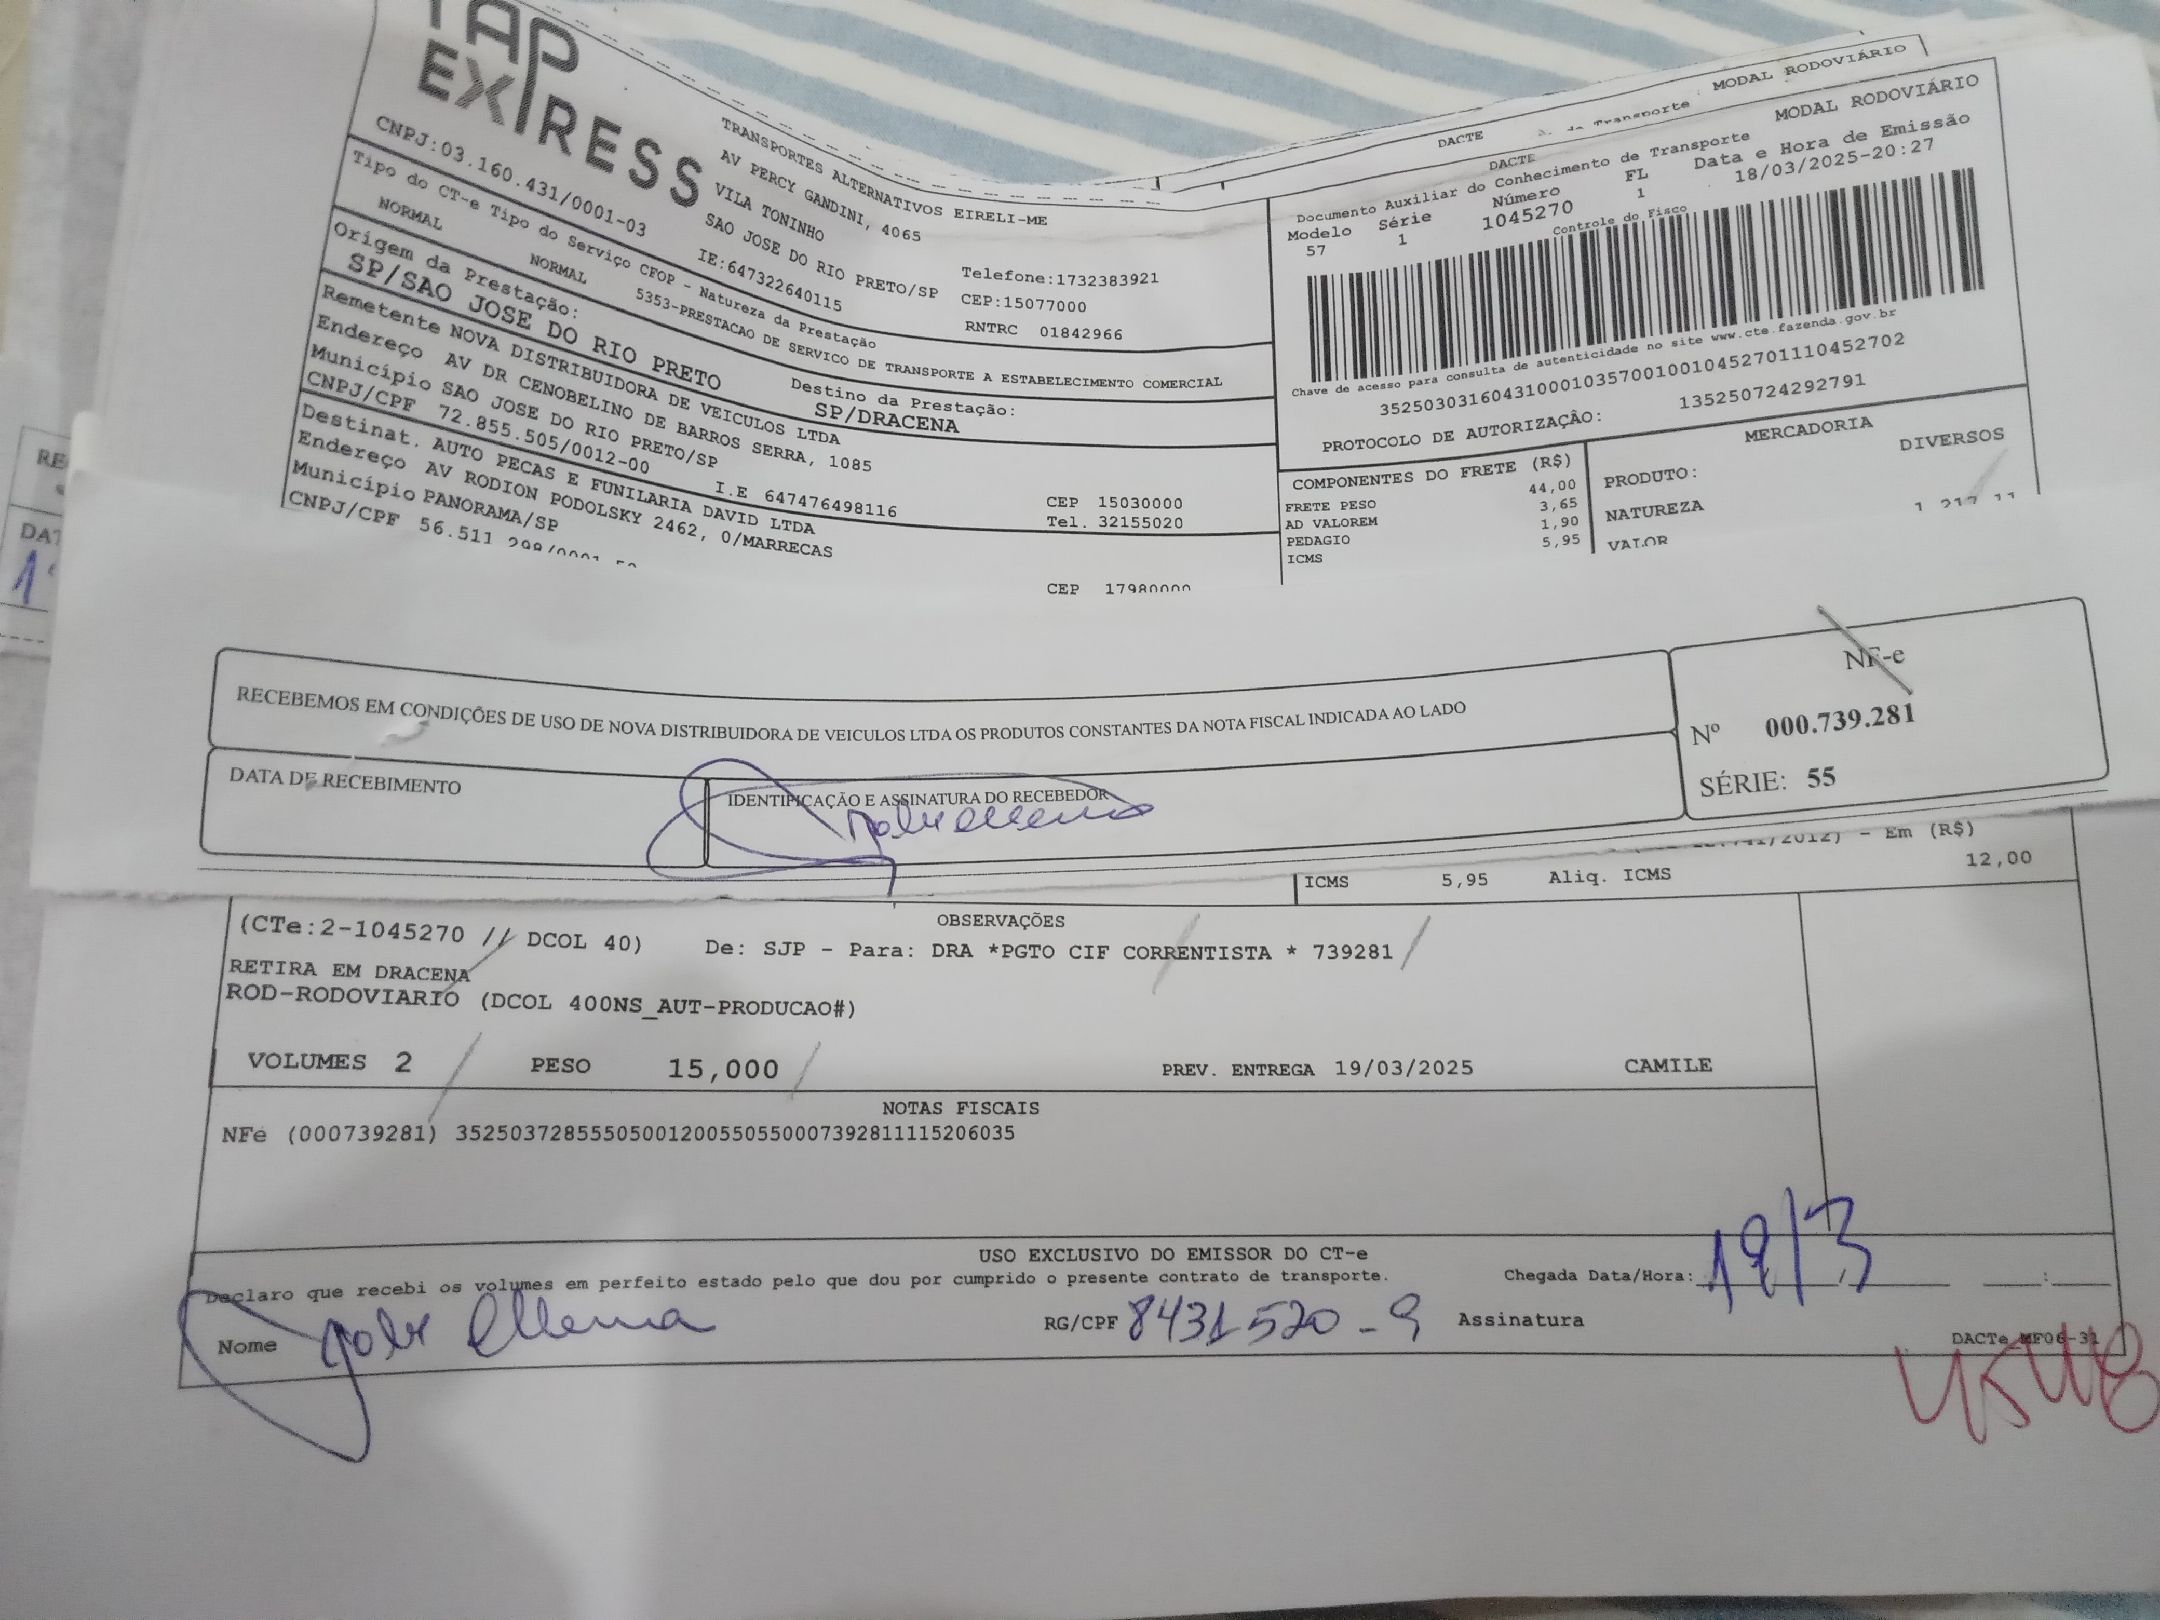 TAP
EXPRESS
CNPJ:03.160.431/0001-03
TRANSPORTES ALTERNATIVOS EIRELI-ME
AV PERCY GANDINI, 4065
VILA TONINHO
SAO JOSE DO RIO PRETO/SP
IE:647322640115
Telefone:1732383921
CEP:15077000
RNTRC 01842966
Tipo do CT-e Tipo do Serviço CFOP - Natureza da Prestação
NORMAL NORMAL 5353-PRESTACAO DE SERVICO DE TRANSPORTE A ESTABELECIMENTO COMERCIAL
Origem da Prestação: Destino da Prestação:
SP/SAO JOSE DO RIO PRETO SP/DRACENA
Remetente NOVA DISTRIBUIDORA DE VEICULOS LTDA
Endereço AV DR CENOBELINO DE BARROS SERRA, 1085
Município SAO JOSE DO RIO PRETO/SP CEP 15030000
CNPJ/CPF 72.855.505/0012-00 I.E 647476498116 Tel. 32155020
Destinat. AUTO PECAS E FUNILARIA DAVID LTDA
Endereço AV RODION PODOLSKY 2462, 0/MARRECAS
Município PANORAMA/SP CEP 17980000
CNPJ/CPF 56.511
DACTE MODAL RODOVIÁRIO
DACTE MODAL RODOVIÁRIO
Documento Auxiliar do Conhecimento de Transporte
Modelo Série Número FL Data e Hora de Emissão
57 1 1045270 1 18/03/2025-20:27
Controle do Fisco
Chave de acesso para consulta de autenticidade no site www.cte.fazenda.gov.br
35250303160431000103570010010452701110452702
PROTOCOLO DE AUTORIZAÇÃO: 135250724292791
COMPONENTES DO FRETE (R$) MERCADORIA
FRETE PESO 44,00 PRODUTO: DIVERSOS
AD VALOREM 3,65 NATUREZA
PEDAGIO 1,90 VALOR
ICMS 5,95
RECEBEMOS EM CONDIÇÕES DE USO DE NOVA DISTRIBUIDORA DE VEICULOS LTDA OS PRODUTOS CONSTANTES DA NOTA FISCAL INDICADA AO LADO
DATA DE RECEBIMENTO IDENTIFICAÇÃO E ASSINATURA DO RECEBEDOR
NF-e
Nº 000.739.281
SÉRIE: 55
/2012) - Em (R$)
ICMS 5,95 Aliq. ICMS 12,00
OBSERVAÇÕES
(CTe:2-1045270 // DCOL 40) De: SJP - Para: DRA *PGTO CIF CORRENTISTA * 739281
RETIRA EM DRACENA
ROD-RODOVIARIO (DCOL 400NS_AUT-PRODUCAO#)
VOLUMES 2 PESO 15,000 PREV. ENTREGA 19/03/2025 CAMILE
NOTAS FISCAIS
NFe (000739281) 35250372855505001200550550007392811115206035
USO EXCLUSIVO DO EMISSOR DO CT-e
Declaro que recebi os volumes em perfeito estado pelo que dou por cumprido o presente contrato de transporte. Chegada Data/Hora: 19/3
Nome RG/CPF 8431520-9 Assinatura
DACTe MF06-31